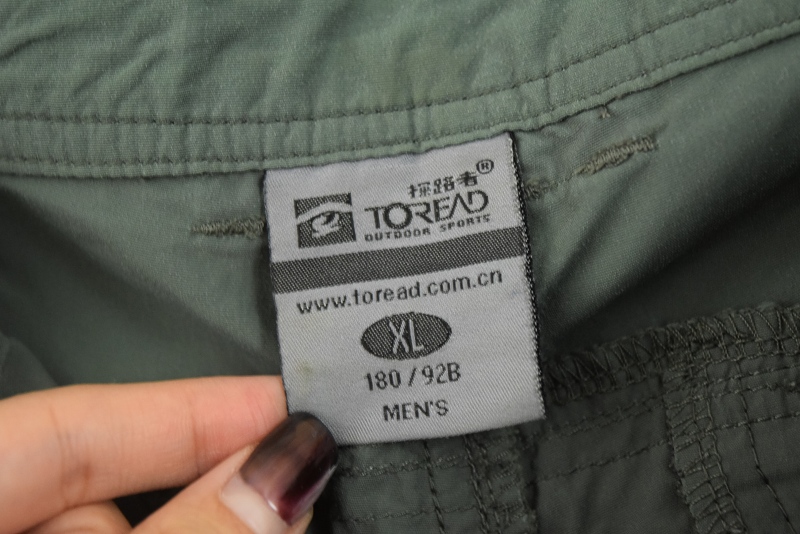 探路者®
TOREAD
OUTDOOR SPORTS
www.toread.com.cn
XL
180 / 92B
MEN'S